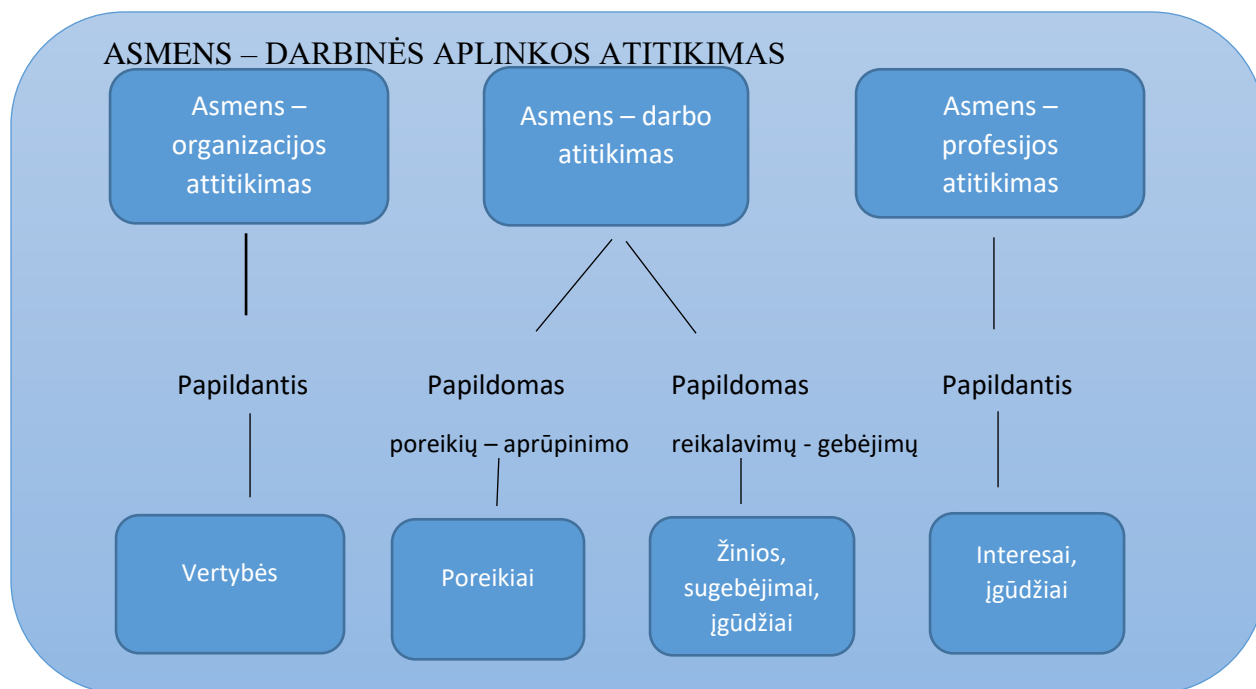 ASMENS – DARBINĖS APLINKOS ATITIKIMAS
Asmens –
organizacijos
attitikimas
Asmens – darbo
atitikimas
Asmens –
profesijos
atitikimas
Papildantis
Papildomas
Papildomas
Papildantis
poreikių – aprūpinimo
reikalavimų - gebėjimų
Vertybės
Poreikiai
Žinios,
sugebėjimai,
įgūdžiai
Interesai,
įgūdžiai